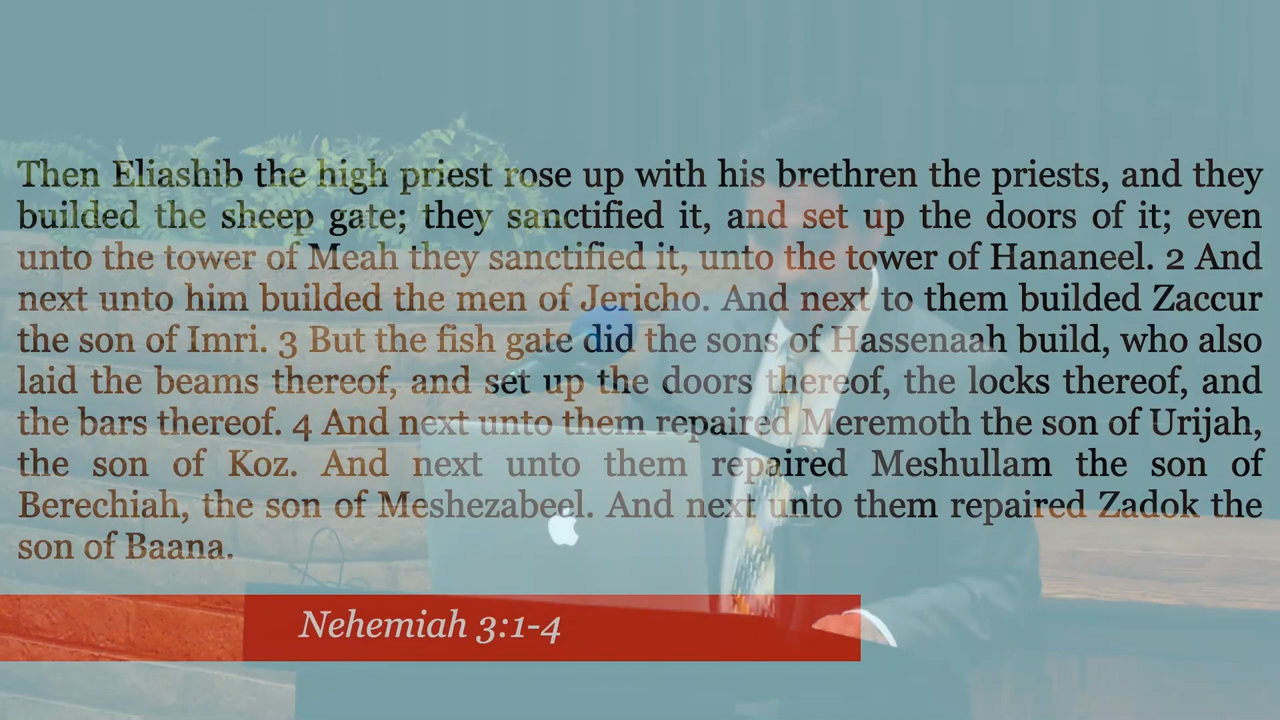 Then Eliashib the high priest rose up with his brethren the priests, and they
builded the sheep gate; they sanctified it, and set up the doors of it; even
unto the tower of Meah they sanctified it, unto the tower of Hananeel. 2 And
next unto him builded the men of Jericho. And next to them builded Zaccur
the son of Imri. 3 But the fish gate did the sons of Hassenaah build, who also
laid the beams thereof, and set up the doors thereof, the locks thereof, and
the bars thereof. 4 And next unto them repaired Meremoth the son of Urijah,
the son of Koz. And next unto them repaired Meshullam the son of
Berechiah, the son of Meshezabeel. And next unto them repaired Zadok the
son of Baana.
Nehemiah 3:1-4